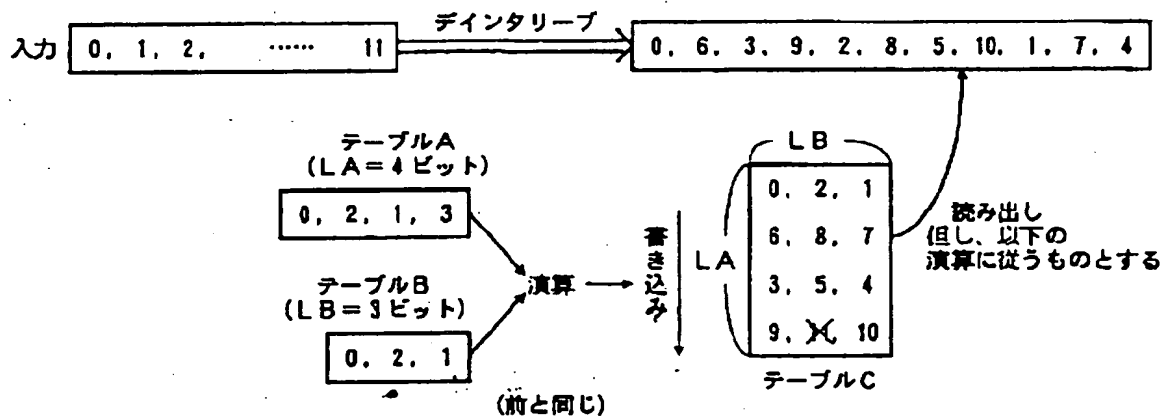 デインタリーブ
入力
0, 1, 2, …… 11
0, 6, 3, 9, 2, 8, 5, 10, 1, 7, 4
テーブルA
(LA=4ビット)
0, 2, 1, 3
テーブルB
(LB=3ビット)
0, 2, 1
演算
書き込み
LB
LA
0, 2, 1
6, 8, 7
3, 5, 4
9, 10
テーブルC
読み出し
但し、以下の
演算に従うものとする
(前と同じ)